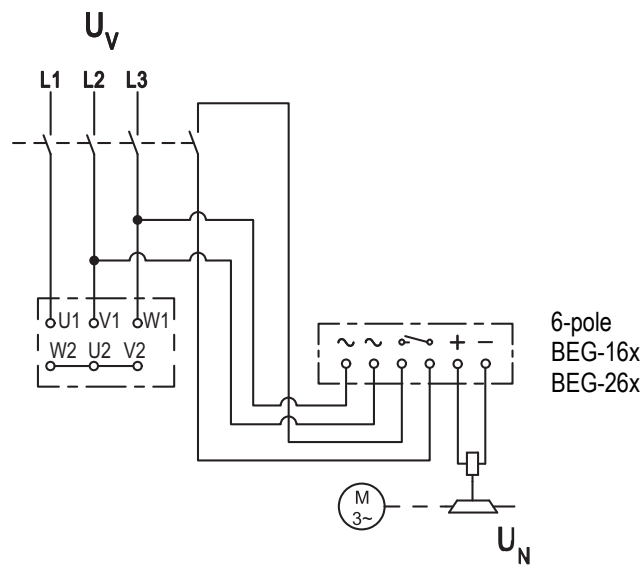 UV
L1 L2 L3
U1 V1 W1
W2 U2 V2
~ ~ + −
6-pole
BEG-16x
BEG-26x
M
3~
UN